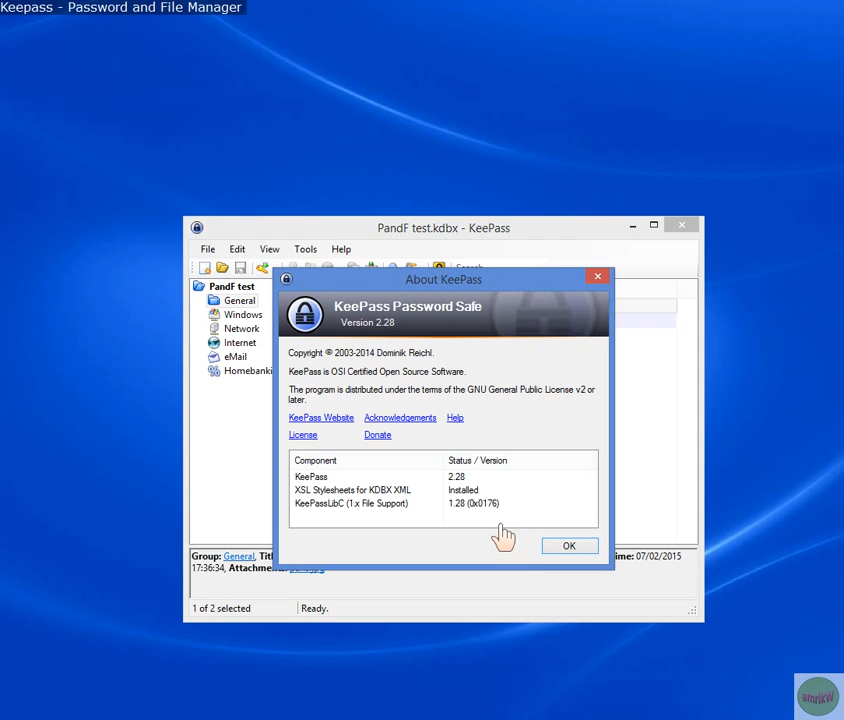 Keepass - Password and File Manager
PandF test.kdbx - KeePass
File Edit View Tools Help
PandF test
General
Windows
Network
Internet
eMail
Homebanki
About KeePass
KeePass Password Safe
Version 2.28
Copyright © 2003-2014 Dominik Reichl.
KeePass is OSI Certified Open Source Software.
The program is distributed under the terms of the GNU General Public License v2 or
later.
KeePass Website Acknowledgements Help
License Donate
Component Status / Version
KeePass 2.28
XSL Stylesheets for KDBX XML Installed
KeePassLibC (1.x File Support) 1.28 (0x0176)
OK
Group: General, Titl ime: 07/02/2015
17:36:34, Attachments:
1 of 2 selected Ready.
amrikW